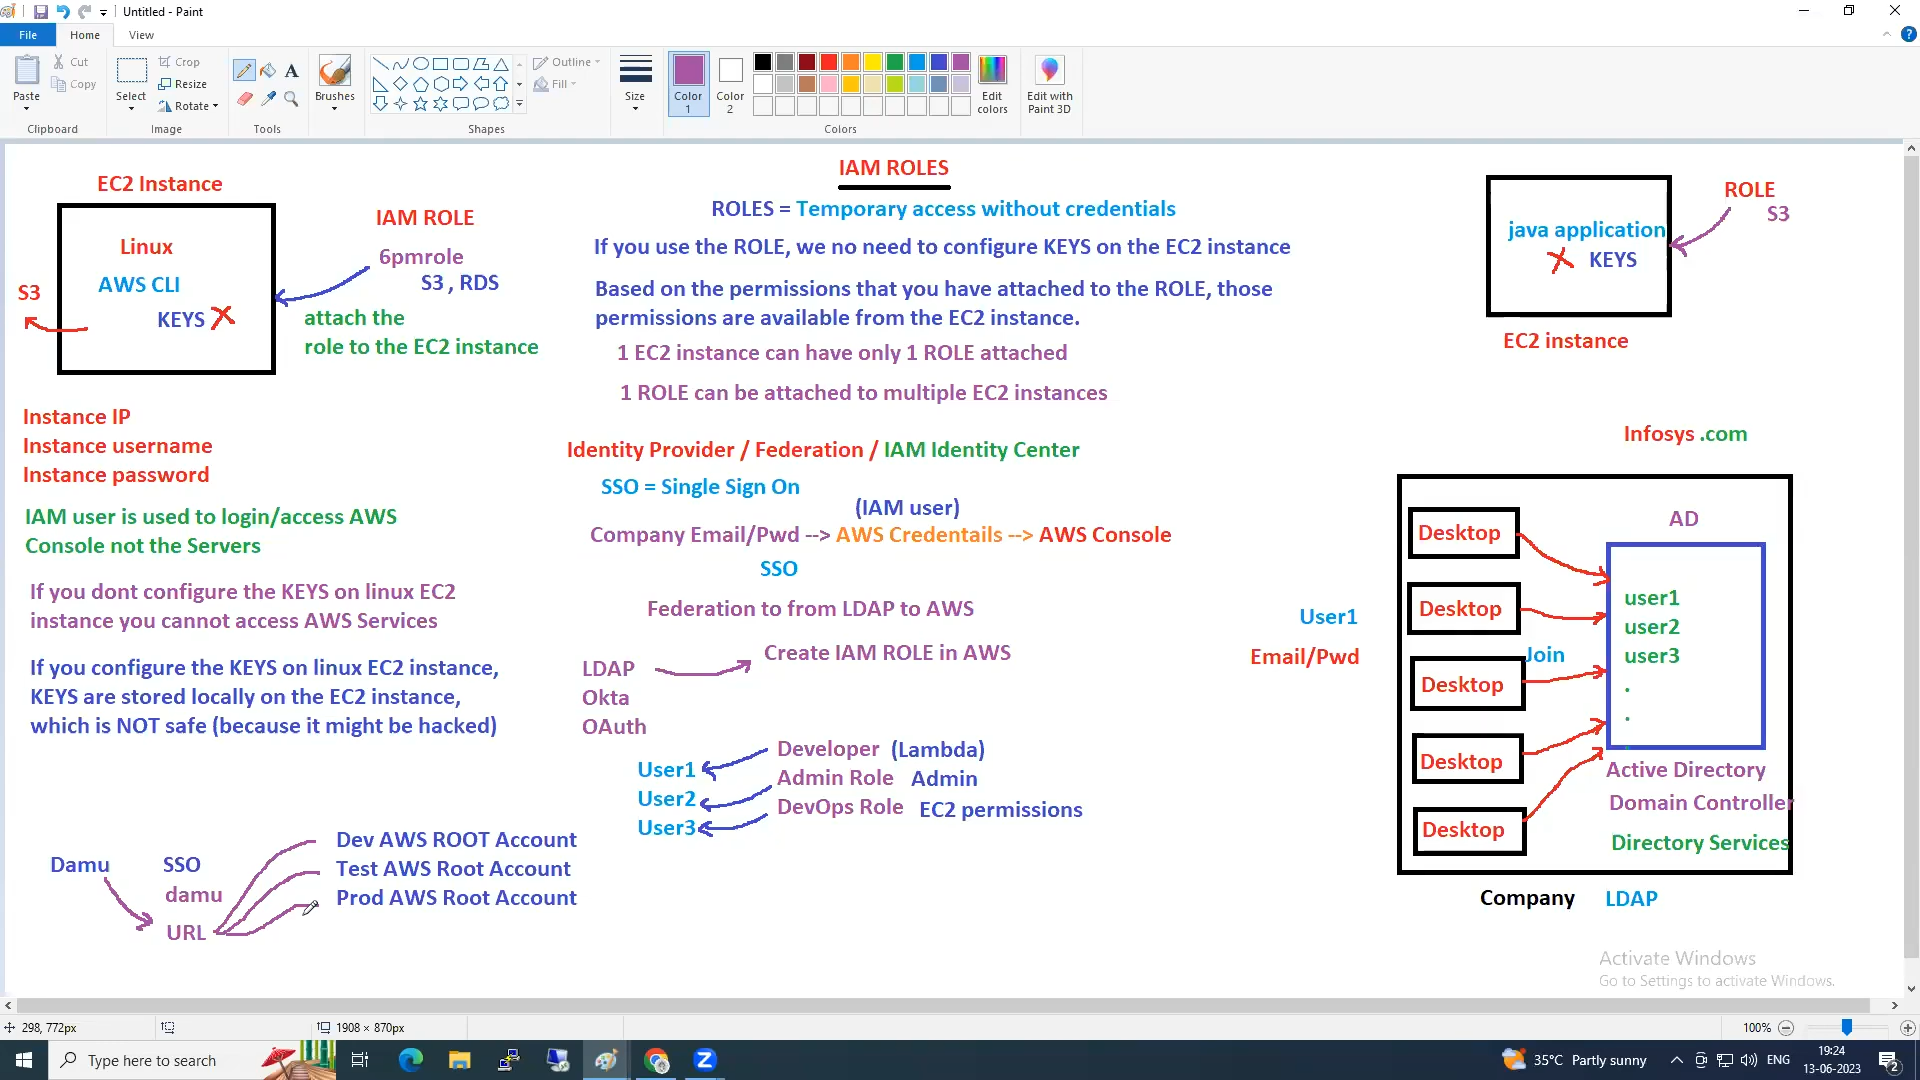 Untitled - Paint
File
Home
View
Paste
Cut
Copy
Clipboard
Select
Crop
Resize
Rotate
Image
A
Tools
Brushes
Outline
Fill
Shapes
Size
Color 1
Color 2
Edit colors
Colors
Edit with Paint 3D
IAM ROLES
EC2 Instance
Linux
AWS CLI
KEYS
S3
IAM ROLE
6pmrole
S3 , RDS
attach the
role to the EC2 instance
ROLES = Temporary access without credentials
If you use the ROLE, we no need to configure KEYS on the EC2 instance
Based on the permissions that you have attached to the ROLE, those
permissions are available from the EC2 instance.
1 EC2 instance can have only 1 ROLE attached
1 ROLE can be attached to multiple EC2 instances
java application
KEYS
ROLE
S3
EC2 instance
Instance IP
Instance username
Instance password
IAM user is used to login/access AWS
Console not the Servers
If you dont configure the KEYS on linux EC2
instance you cannot access AWS Services
If you configure the KEYS on linux EC2 instance,
KEYS are stored locally on the EC2 instance,
which is NOT safe (because it might be hacked)
Identity Provider / Federation / IAM Identity Center
SSO = Single Sign On
(IAM user)
Company Email/Pwd --> AWS Credentails --> AWS Console
SSO
Federation to from LDAP to AWS
LDAP
Okta
OAuth
Create IAM ROLE in AWS
User1
User2
User3
Developer (Lambda)
Admin Role Admin
DevOps Role EC2 permissions
Damu
SSO
damu
URL
Dev AWS ROOT Account
Test AWS Root Account
Prod AWS Root Account
Infosys .com
User1
Email/Pwd
Desktop
Desktop
Desktop
Desktop
Desktop
Join
AD
user1
user2
user3
.
.
Active Directory
Domain Controller
Directory Services
Company LDAP
Activate Windows
Go to Settings to activate Windows.
298, 772px
1908 × 870px
100%
Type here to search
35°C Partly sunny
ENG
19:24
13-06-2023
2